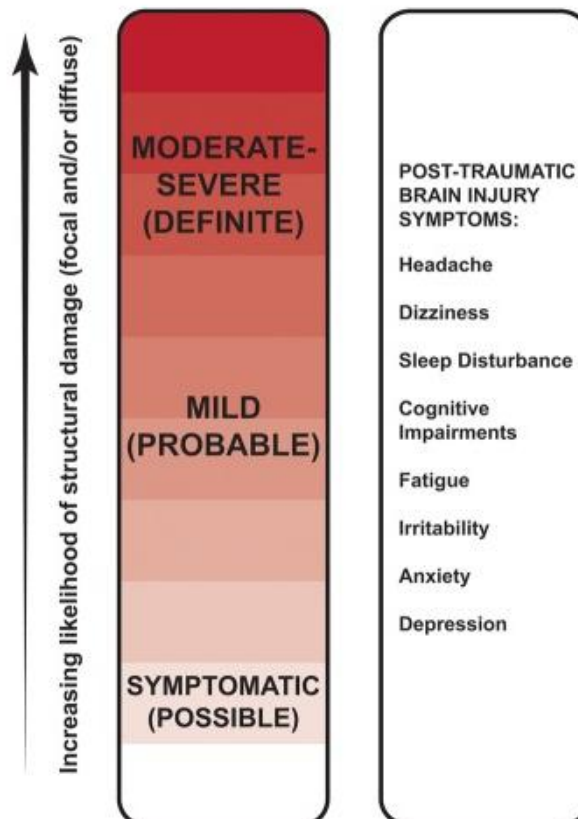 Increasing likelihood of structural damage (focal and/or diffuse)
MODERATE-
SEVERE
(DEFINITE)
MILD
(PROBABLE)
SYMPTOMATIC
(POSSIBLE)
POST-TRAUMATIC
BRAIN INJURY
SYMPTOMS:
Headache
Dizziness
Sleep Disturbance
Cognitive
Impairments
Fatigue
Irritability
Anxiety
Depression